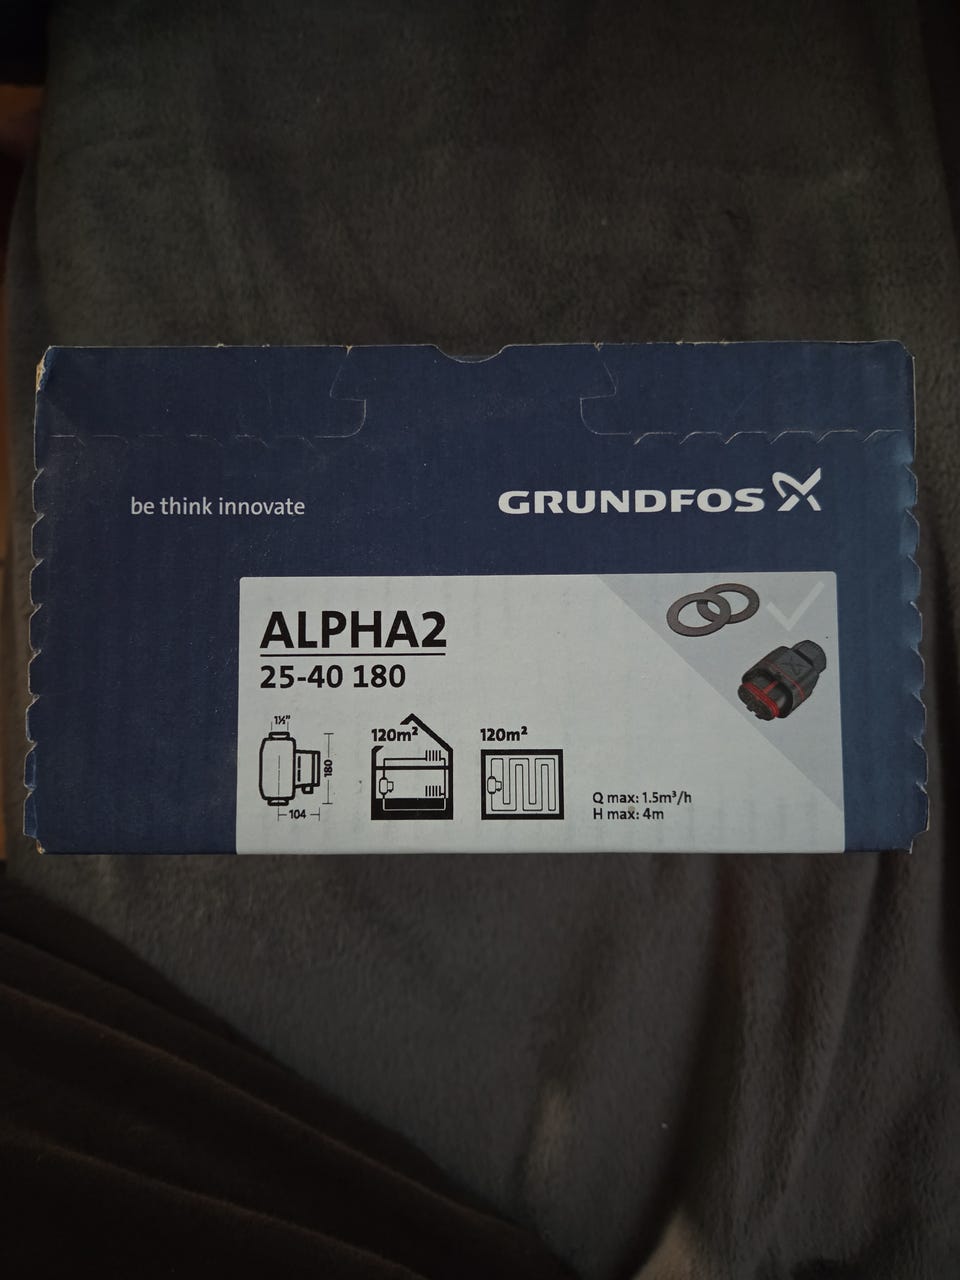 be think innovate
GRUNDFOS
ALPHA2
25-40 180
1½"
180
104
120m²
120m²
Q max: 1.5m³/h
H max: 4m